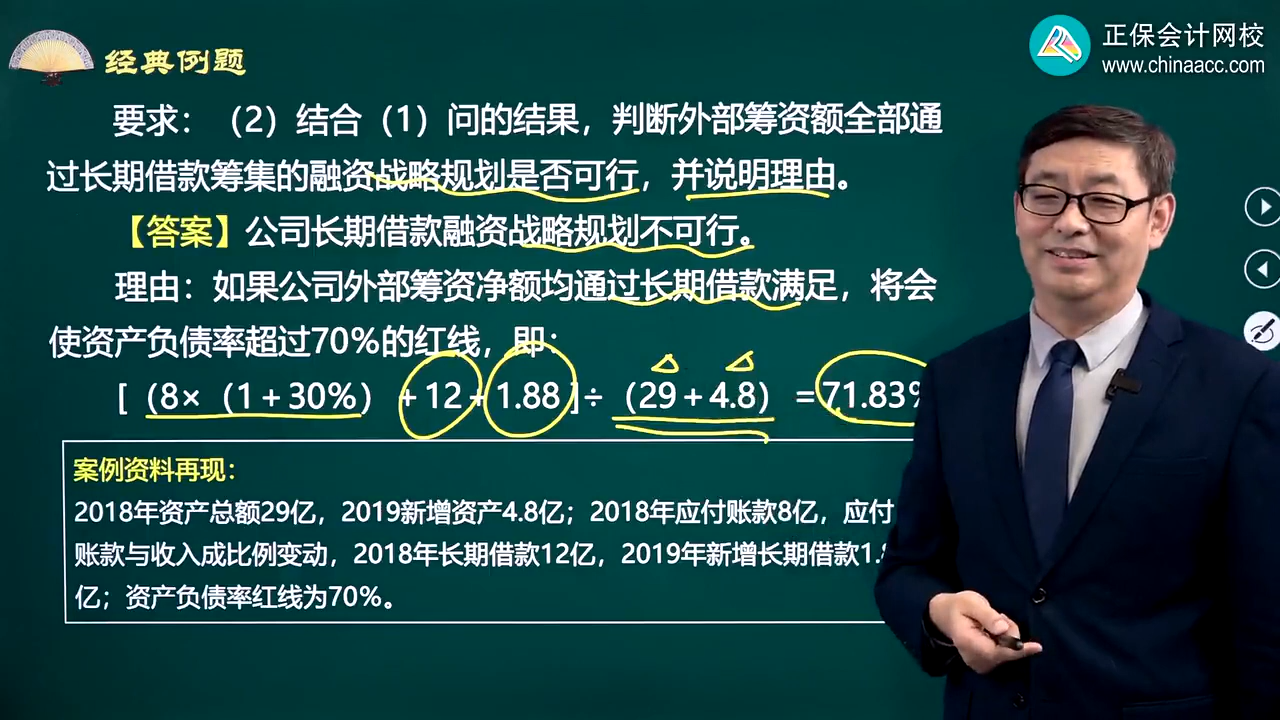 经典例题
正保会计网校
www.chinaacc.com
要求：（2）结合（1）问的结果，判断外部筹资额全部通
过长期借款筹集的融资战略规划是否可行，并说明理由。
【答案】公司长期借款融资战略规划不可行。
理由：如果公司外部筹资净额均通过长期借款满足，将会
使资产负债率超过70%的红线，即：
[（8×（1＋30%）＋12＋1.88]÷（29＋4.8）＝71.83%
案例资料再现：
2018年资产总额29亿，2019新增资产4.8亿；2018年应付账款8亿，应付
账款与收入成比例变动，2018年长期借款12亿，2019年新增长期借款1.
亿；资产负债率红线为70%。